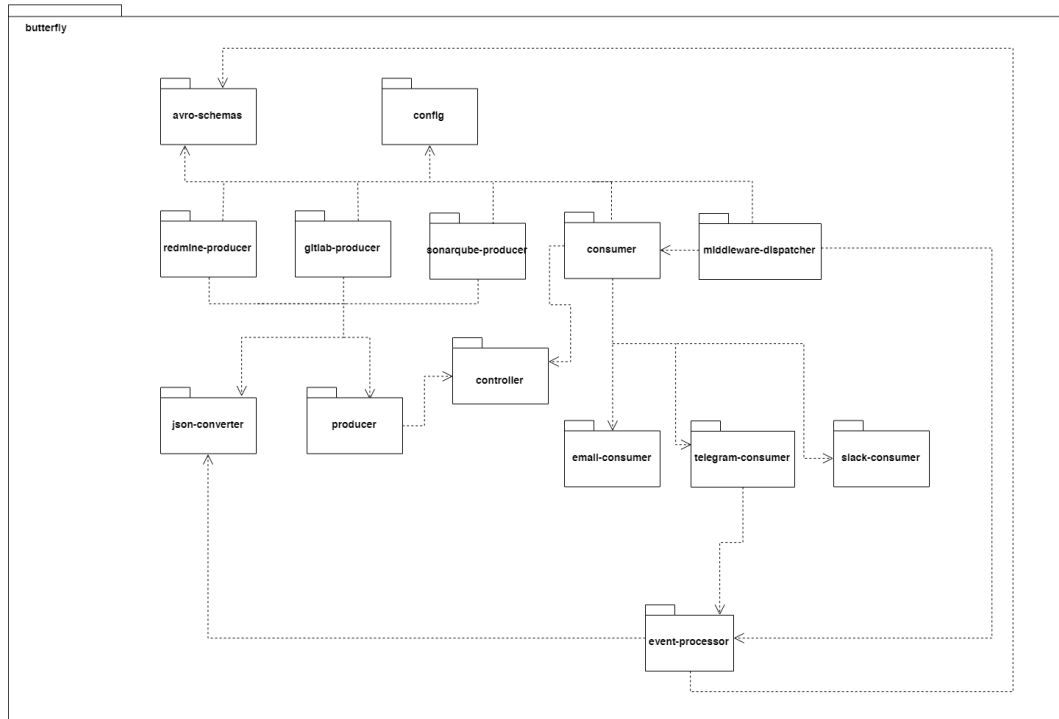 butterfly
avro-schemas
config
redmine-producer
gitlab-producer
sonarqube-producer
consumer
middleware-dispatcher
controller
json-converter
producer
email-consumer
telegram-consumer
slack-consumer
event-processor